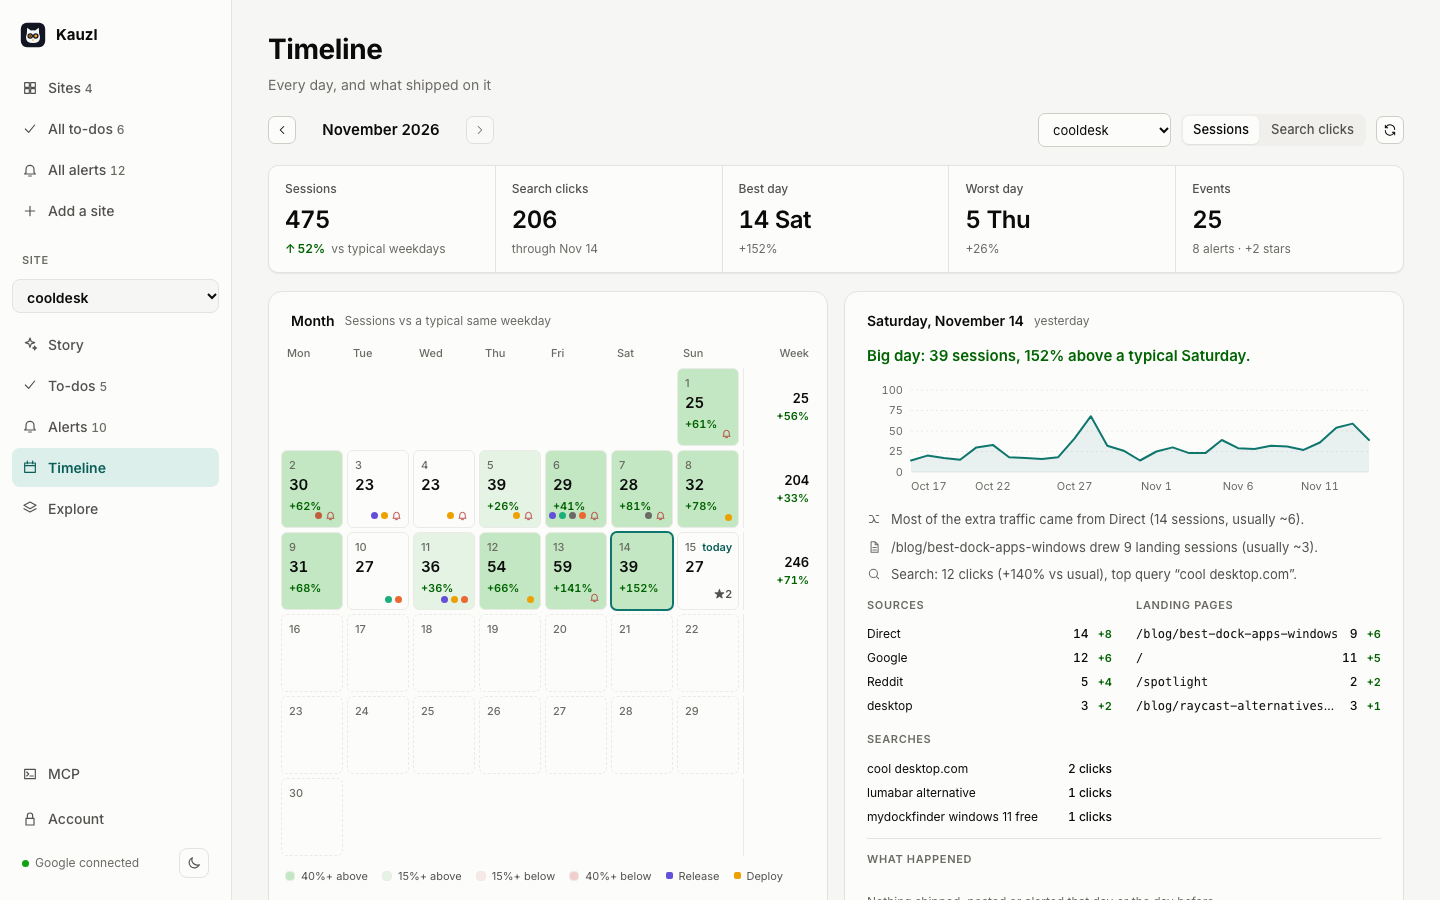 Kauzl
Sites 4
All to-dos 6
All alerts 12
Add a site
SITE
cooldesk
Story
To-dos 5
Alerts 10
Timeline
Explore
MCP
Account
Google connected
Timeline
Every day, and what shipped on it
November 2026
cooldesk
Sessions
Search clicks
Sessions
475
↑ 52% vs typical weekdays
Search clicks
206
through Nov 14
Best day
14 Sat
+152%
Worst day
5 Thu
+26%
Events
25
8 alerts · +2 stars
Month Sessions vs a typical same weekday
Mon Tue Wed Thu Fri Sat Sun Week
1
25
+61%
25
+56%
2 3 4 5 6 7 8
30 23 23 39 29 28 32
+62% +26% +41% +81% +78%
204
+33%
9 10 11 12 13 14 15 today
31 27 36 54 59 39 27
+68% +36% +66% +141% +152%
★2
246
+71%
16 17 18 19 20 21 22
23 24 25 26 27 28 29
30
40%+ above 15%+ above 15%+ below 40%+ below Release Deploy
Saturday, November 14 yesterday
Big day: 39 sessions, 152% above a typical Saturday.
100
75
50
25
0
Oct 17 Oct 22 Oct 27 Nov 1 Nov 6 Nov 11
Most of the extra traffic came from Direct (14 sessions, usually ~6).
/blog/best-dock-apps-windows drew 9 landing sessions (usually ~3).
Search: 12 clicks (+140% vs usual), top query “cool desktop.com”.
SOURCES
Direct 14 +8
Google 12 +6
Reddit 5 +4
desktop 3 +2
LANDING PAGES
/blog/best-dock-apps-windows 9 +6
/ 11 +5
/spotlight 2 +2
/blog/raycast-alternatives… 3 +1
SEARCHES
cool desktop.com 2 clicks
lumabar alternative 1 clicks
mydockfinder windows 11 free 1 clicks
WHAT HAPPENED
Nothing shipped, posted or alerted that day or the day before.